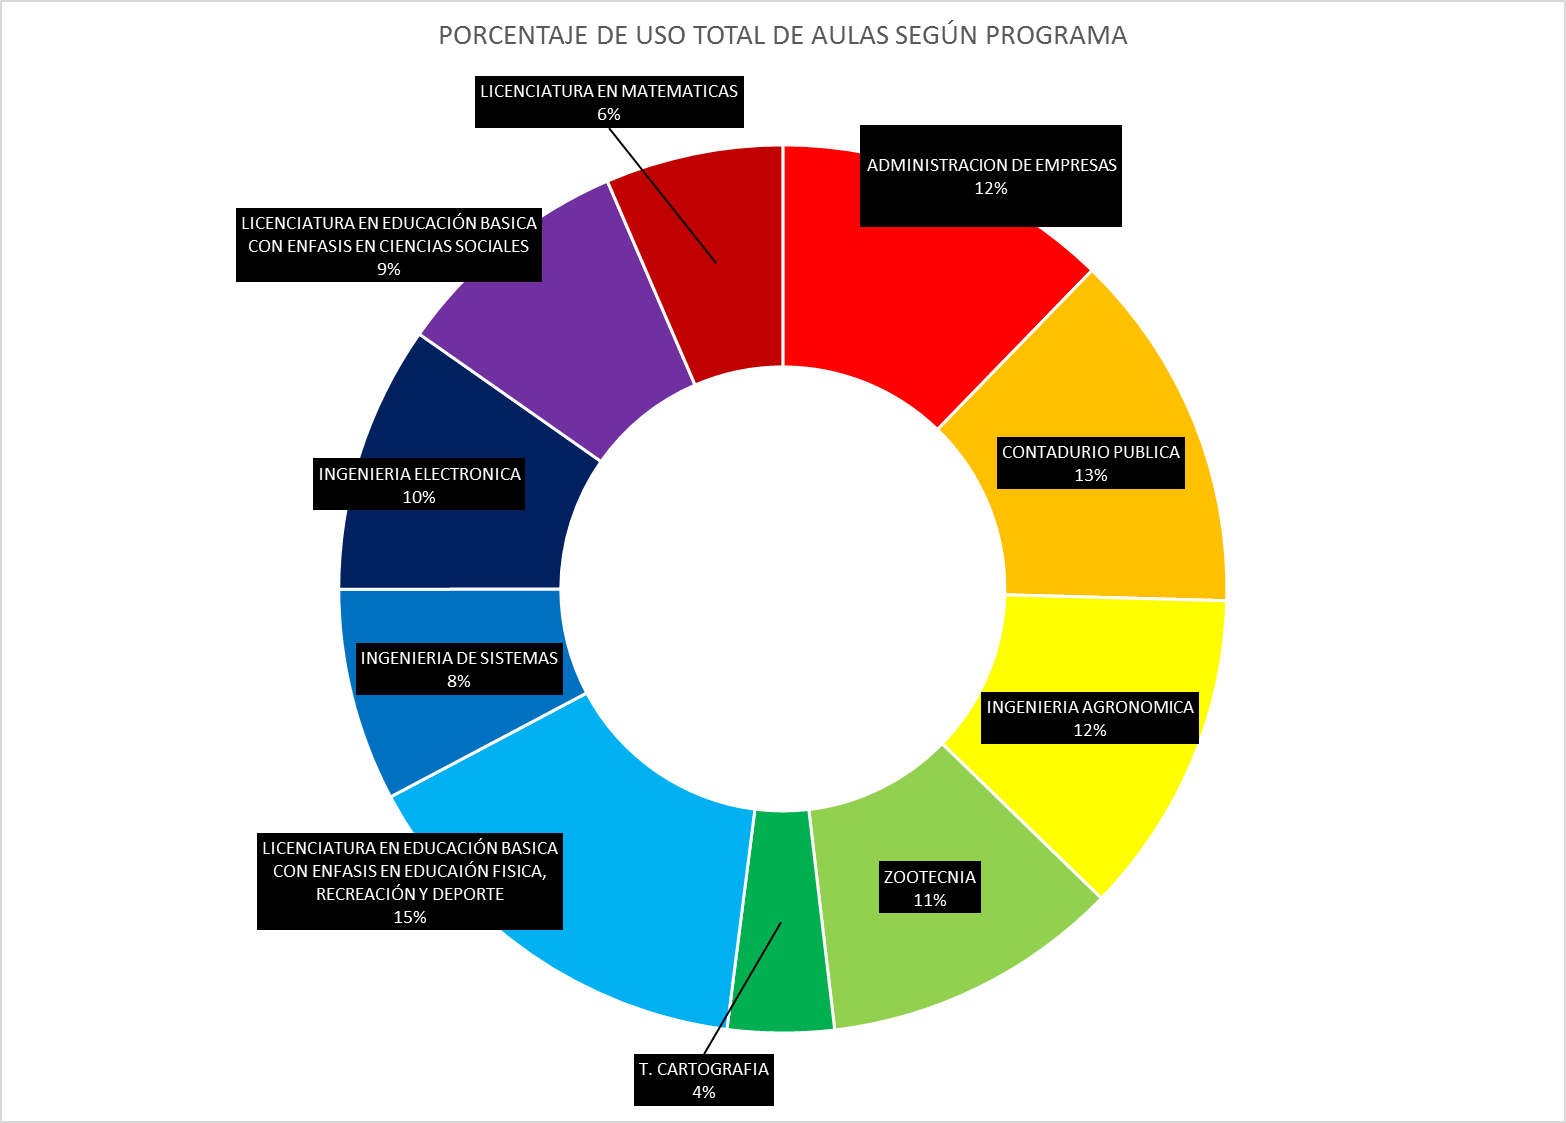 PORCENTAJE DE USO TOTAL DE AULAS SEGÚN PROGRAMA
LICENCIATURA EN MATEMATICAS
6%
ADMINISTRACION DE EMPRESAS
12%
LICENCIATURA EN EDUCACIÓN BASICA
CON ENFASIS EN CIENCIAS SOCIALES
9%
CONTADURIO PUBLICA
13%
INGENIERIA ELECTRONICA
10%
INGENIERIA DE SISTEMAS
8%
INGENIERIA AGRONOMICA
12%
LICENCIATURA EN EDUCACIÓN BASICA
CON ENFASIS EN EDUCAIÓN FISICA,
RECREACIÓN Y DEPORTE
15%
ZOOTECNIA
11%
T. CARTOGRAFIA
4%